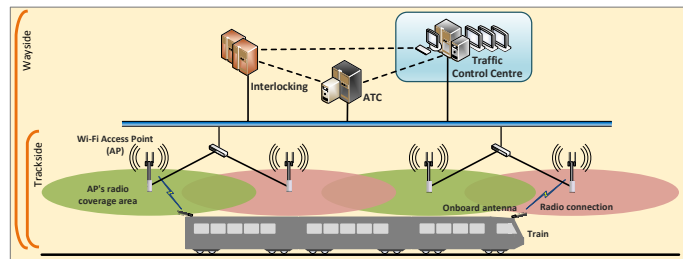 Wayside
Trackside
Interlocking
ATC
Traffic
Control Centre
Wi-Fi Access Point
(AP)
AP's radio
coverage area
Onboard antenna
Radio connection
Train